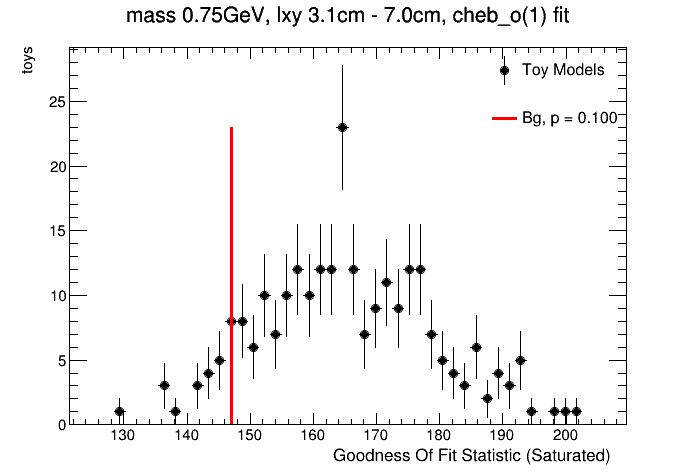 mass 0.75GeV, lxy 3.1cm - 7.0cm, cheb_o(1) fit
toys
Toy Models
Bg, p = 0.100
25
20
15
10
5
0
130 140 150 160 170 180 190 200
Goodness Of Fit Statistic (Saturated)